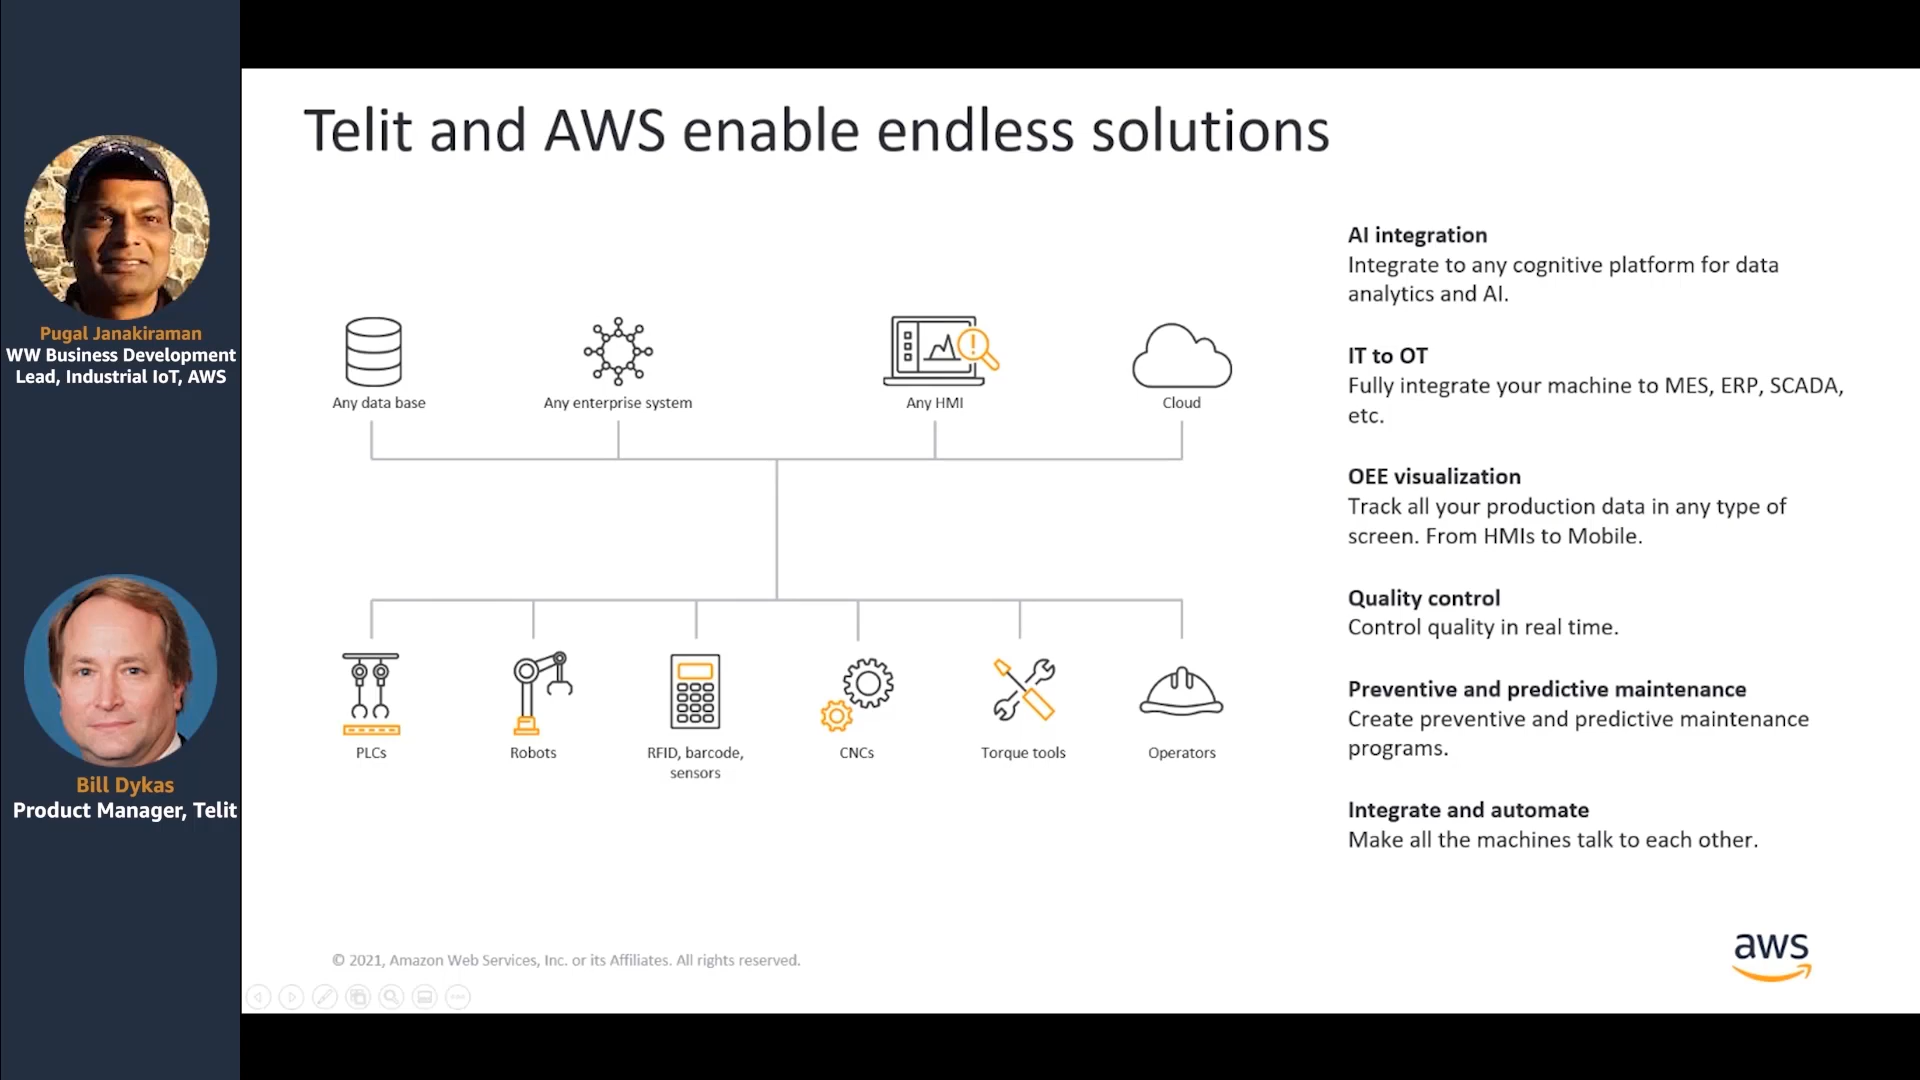 Pugal Janakiraman
WW Business Development
Lead, Industrial IoT, AWS
Bill Dykas
Product Manager, Telit
Telit and AWS enable endless solutions
Any data base
Any enterprise system
Any HMI
Cloud
PLCs
Robots
RFID, barcode,
sensors
CNCs
Torque tools
Operators
AI integration
Integrate to any cognitive platform for data
analytics and AI.
IT to OT
Fully integrate your machine to MES, ERP, SCADA,
etc.
OEE visualization
Track all your production data in any type of
screen. From HMIs to Mobile.
Quality control
Control quality in real time.
Preventive and predictive maintenance
Create preventive and predictive maintenance
programs.
Integrate and automate
Make all the machines talk to each other.
© 2021, Amazon Web Services, Inc. or its Affiliates. All rights reserved.
aws